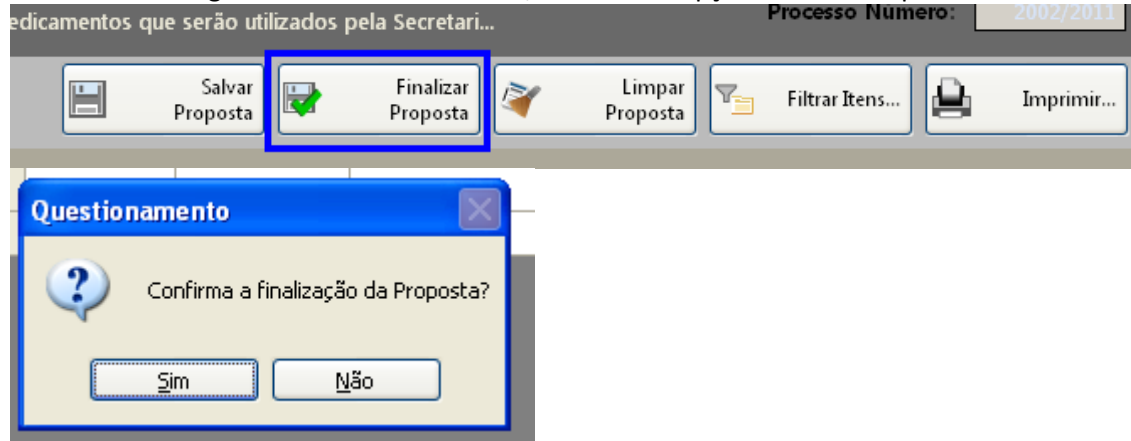 edicamentos que serão utilizados pela Secretari...
Processo Número:
2002/2011
Salvar
Proposta
Finalizar
Proposta
Limpar
Proposta
Filtrar Itens...
Imprimir...
Questionamento
Confirma a finalização da Proposta?
Sim
Não